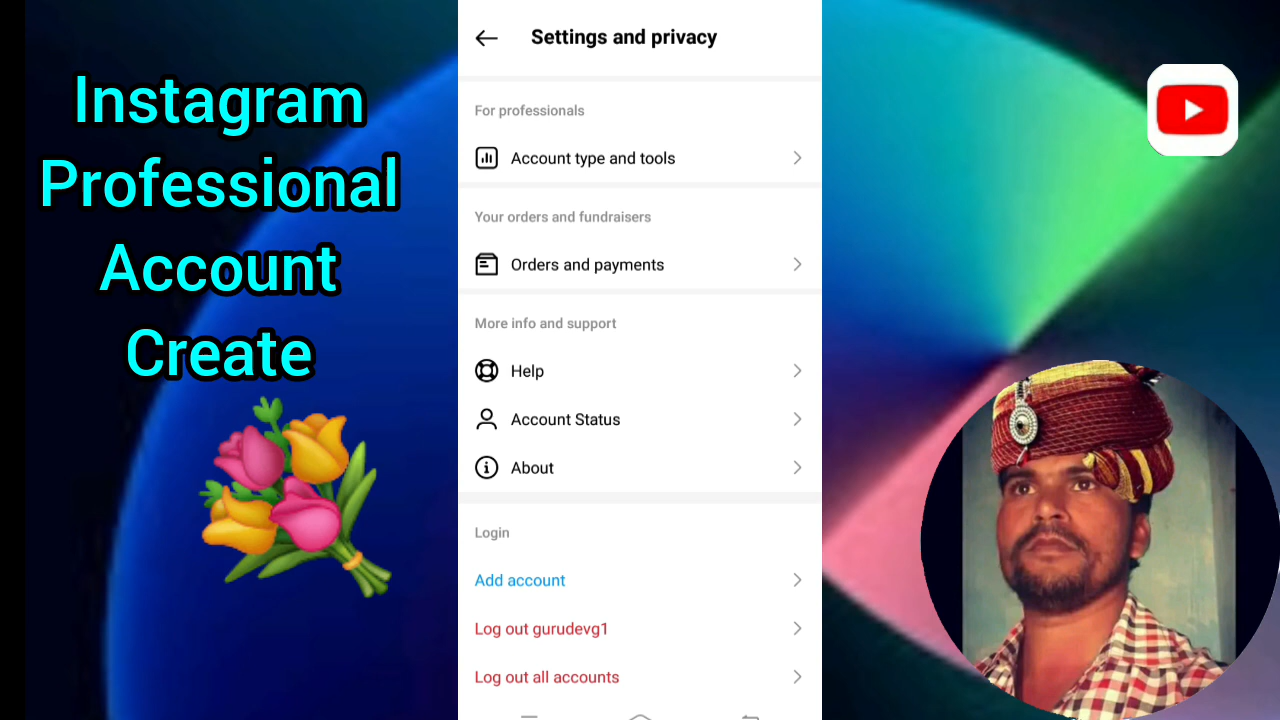 Instagram
Professional
Account
Create
Settings and privacy
For professionals
Account type and tools
Your orders and fundraisers
Orders and payments
More info and support
Help
Account Status
About
Login
Add account
Log out gurudevg1
Log out all accounts